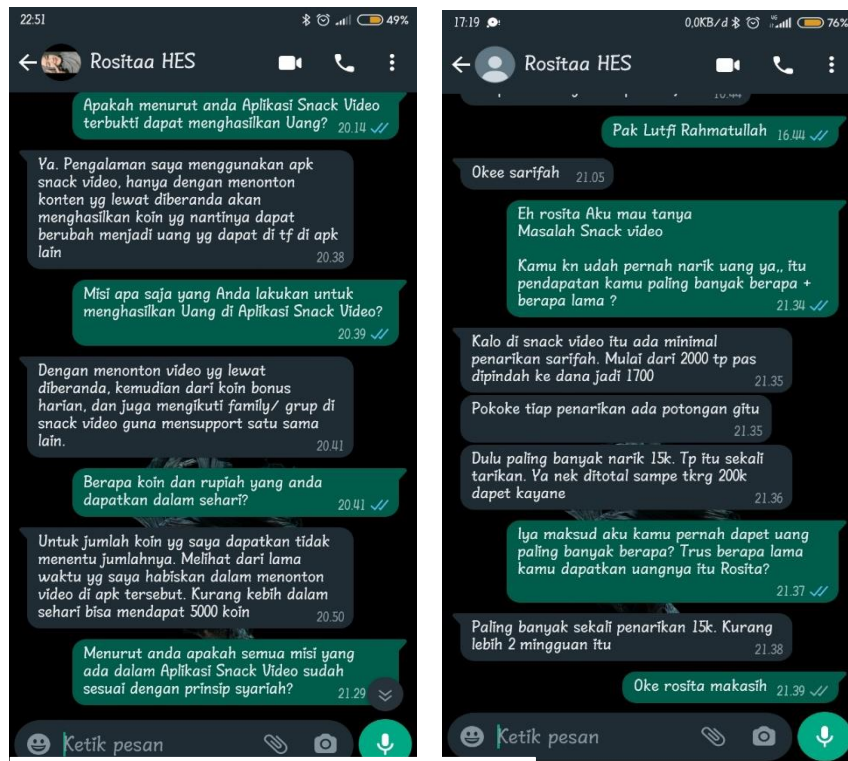 22:51
49%
Rositaa HES
Apakah menurut anda Aplikasi Snack Video
terbukti dapat menghasilkan Uang? 20.14
Ya. Pengalaman saya menggunakan apk
snack video, hanya dengan menonton
konten yg lewat diberanda akan
menghasilkan koin yg nantinya dapat
berubah menjadi uang yg dapat di tf di apk
lain 20.38
Misi apa saja yang Anda lakukan untuk
menghasilkan Uang di Aplikasi Snack Video?
20.39
Dengan menonton video yg lewat
diberanda, kemudian dari koin bonus
harian, dan juga mengikuti family/ grup di
snack video guna mensupport satu sama
lain. 20.41
Berapa koin dan rupiah yang anda
dapatkan dalam sehari? 20.41
Untuk jumlah koin yg saya dapatkan tidak
menentu jumlahnya. Melihat dari lama
waktu yg saya habiskan dalam menonton
video di apk tersebut. Kurang kebih dalam
sehari bisa mendapat 5000 koin 20.50
Menurut anda apakah semua misi yang
ada dalam Aplikasi Snack Video sudah
sesuai dengan prinsip syariah? 21.29
Ketik pesan
17:19
0,0KB/d
76%
Rositaa HES
16.44
Pak Lutfi Rahmatullah 16.44
Okee sarifah 21.05
Eh rosita Aku mau tanya
Masalah Snack video
Kamu kn udah pernah narik uang ya,, itu
pendapatan kamu paling banyak berapa +
berapa lama ? 21.34
Kalo di snack video itu ada minimal
penarikan sarifah. Mulai dari 2000 tp pas
dipindah ke dana jadi 1700 21.35
Pokoke tiap penarikan ada potongan gitu
21.35
Dulu paling banyak narik 15k. Tp itu sekali
tarikan. Ya nek ditotal sampe tkrg 200k
dapet kayane 21.36
Iya maksud aku kamu pernah dapet uang
paling banyak berapa? Trus berapa lama
kamu dapatkan uangnya itu Rosita?
21.37
Paling banyak sekali penarikan 15k. Kurang
lebih 2 mingguan itu 21.38
Oke rosita makasih 21.39
Ketik pesan